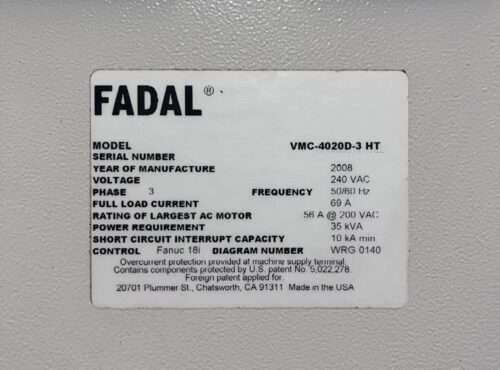 FADAL®
MODEL VMC-4020D-3 HT
SERIAL NUMBER
YEAR OF MANUFACTURE 2008
VOLTAGE 240 VAC
PHASE 3 FREQUENCY 50/60 Hz
FULL LOAD CURRENT 69 A
RATING OF LARGEST AC MOTOR 56 A @ 200 VAC
POWER REQUIREMENT 35 kVA
SHORT CIRCUIT INTERRUPT CAPACITY 10 kA min
CONTROL Fanuc 18i DIAGRAM NUMBER WRG 0140
Overcurrent protection provided at machine supply terminal.
Contains components protected by U.S. patent No. 5,022,278.
Foreign patent applied for.
20701 Plummer St., Chatsworth, CA 91311 Made in the USA